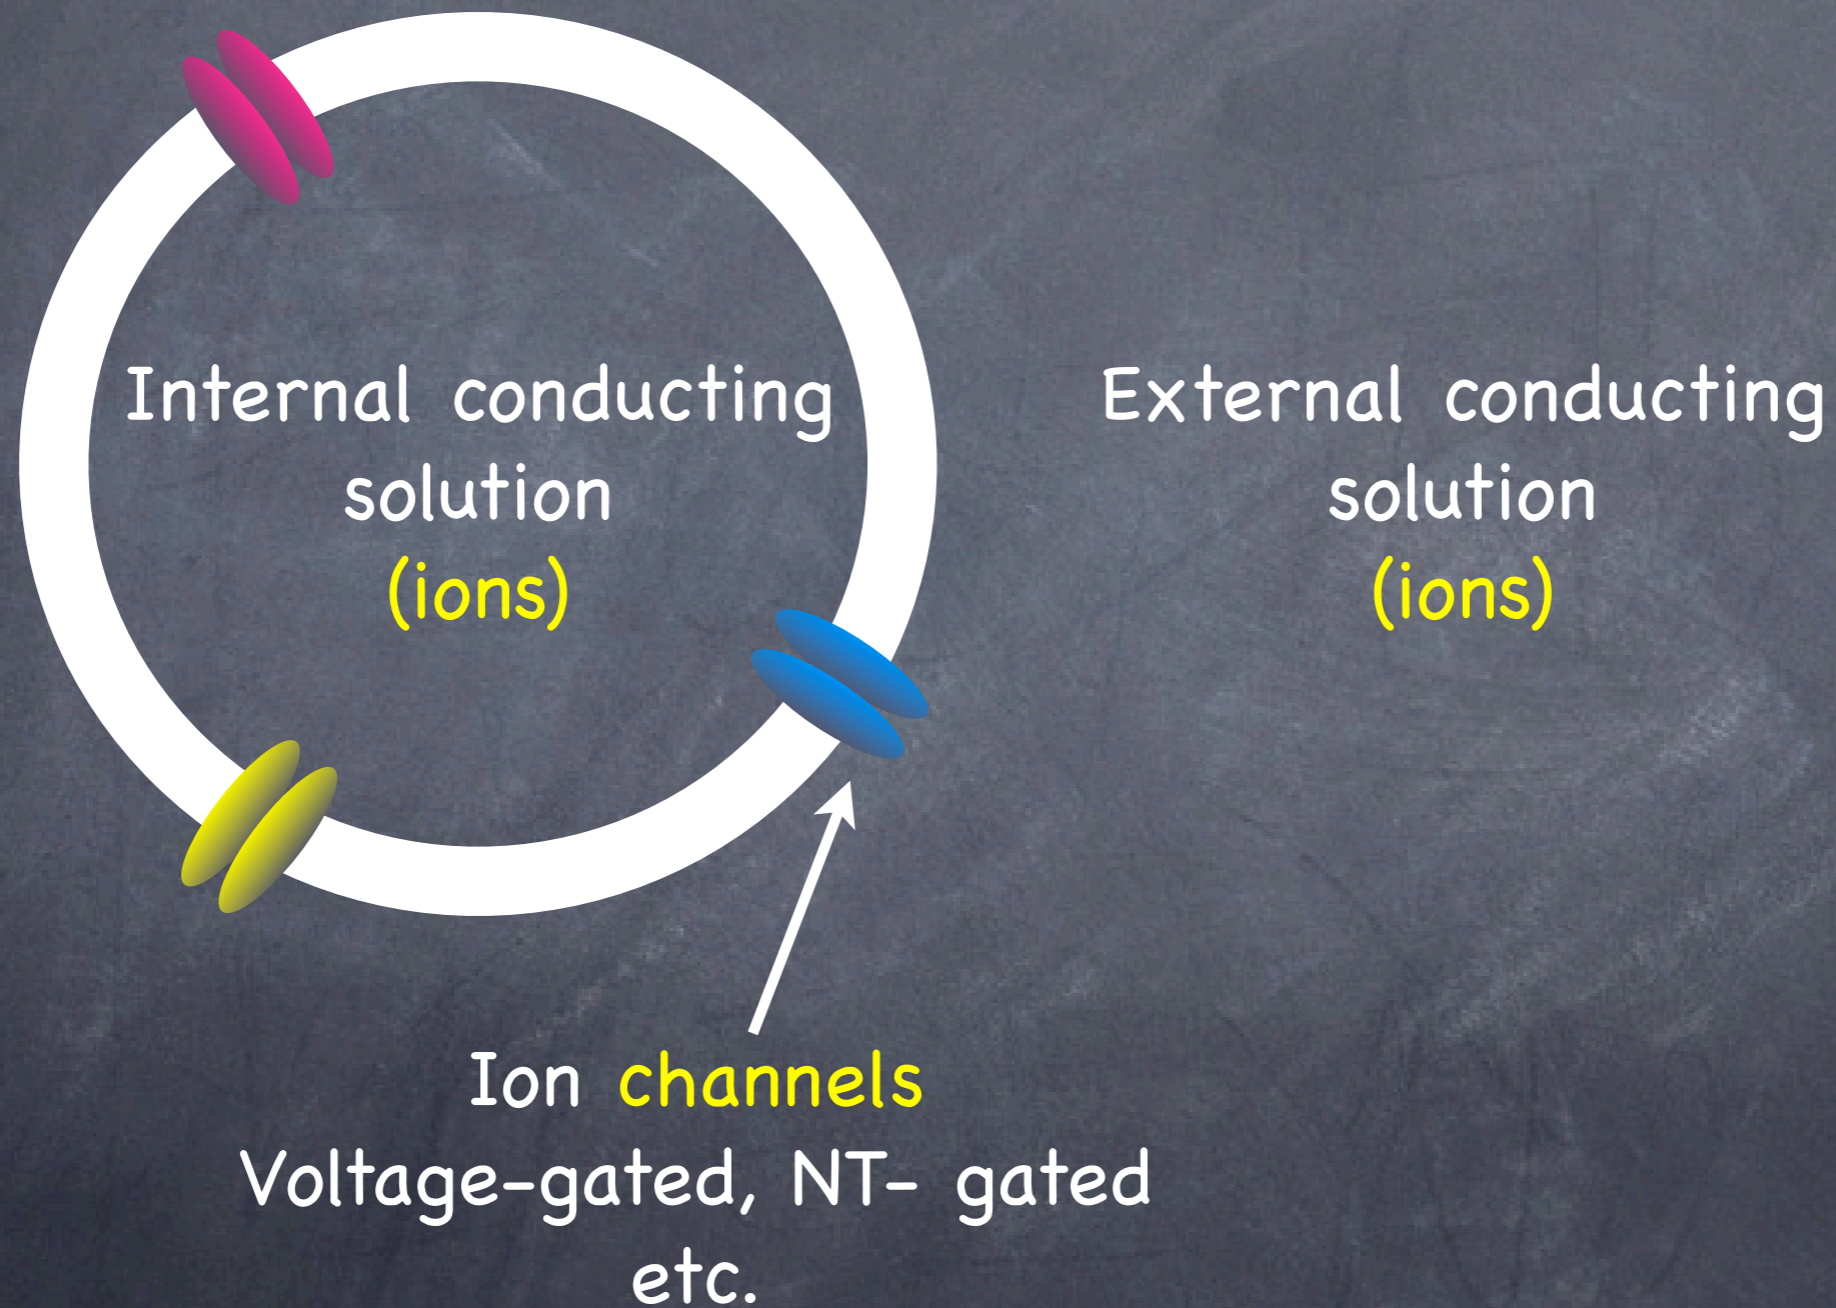 Internal conducting
solution
(ions)
External conducting
solution
(ions)
Ion channels
Voltage-gated, NT- gated
etc.